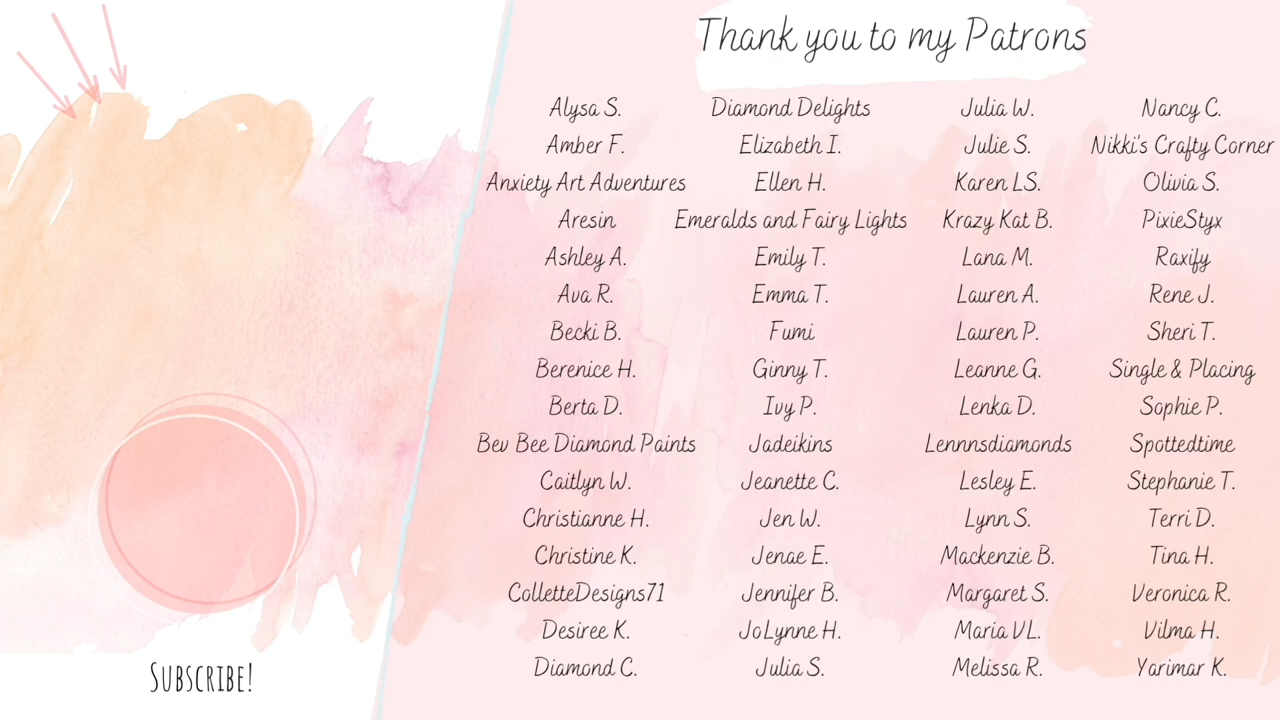 Thank you to my Patrons
Alysa S.
Amber F.
Anxiety Art Adventures
Aresin
Ashley A.
Ava R.
Becki B.
Berenice H.
Berta D.
Bev Bee Diamond Paints
Caitlyn W.
Christianne H.
Christine K.
ColletteDesigns71
Desiree K.
Diamond C.
Diamond Delights
Elizabeth I.
Ellen H.
Emeralds and Fairy Lights
Emily T.
Emma T.
Fumi
Ginny T.
Ivy P.
Jadeikins
Jeanette C.
Jen W.
Jenae E.
Jennifer B.
JoLynne H.
Julia S.
Julia W.
Julie S.
Karen LS.
Krazy Kat B.
Lana M.
Lauren A.
Lauren P.
Leanne G.
Lenka D.
Lennnsdiamonds
Lesley E.
Lynn S.
Mackenzie B.
Margaret S.
Maria VL.
Melissa R.
Nancy C.
Nikki's Crafty Corner
Olivia S.
PixieStyx
Raxify
Rene J.
Sheri T.
Single & Placing
Sophie P.
Spottedtime
Stephanie T.
Terri D.
Tina H.
Veronica R.
Vilma H.
Yarimar K.
Subscribe!